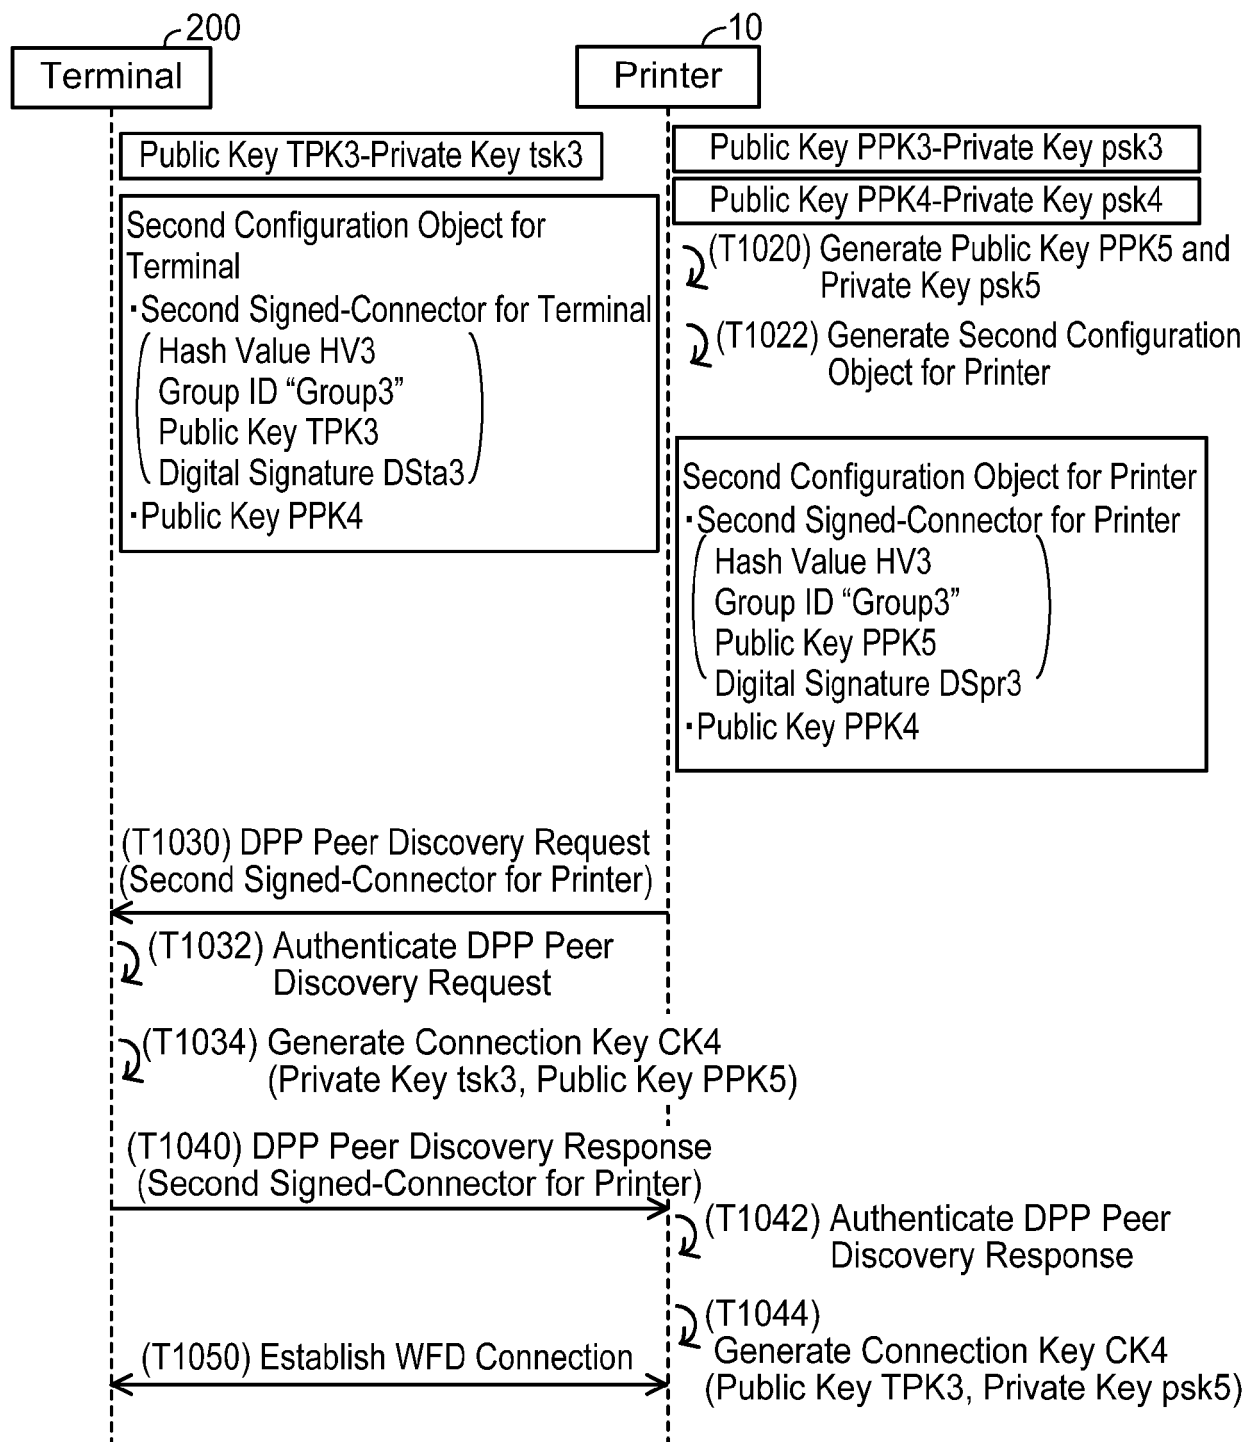 200
10
Terminal
Printer
Public Key TPK3-Private Key tsk3
Public Key PPK3-Private Key psk3
Public Key PPK4-Private Key psk4
Second Configuration Object for
Terminal
・Second Signed-Connector for Terminal
Hash Value HV3
Group ID “Group3”
Public Key TPK3
Digital Signature DSta3
・Public Key PPK4
(T1020) Generate Public Key PPK5 and
Private Key psk5
(T1022) Generate Second Configuration
Object for Printer
Second Configuration Object for Printer
・Second Signed-Connector for Printer
Hash Value HV3
Group ID “Group3”
Public Key PPK5
Digital Signature DSpr3
・Public Key PPK4
(T1030) DPP Peer Discovery Request
(Second Signed-Connector for Printer)
(T1032) Authenticate DPP Peer
Discovery Request
(T1034) Generate Connection Key CK4
(Private Key tsk3, Public Key PPK5)
(T1040) DPP Peer Discovery Response
(Second Signed-Connector for Printer)
(T1042) Authenticate DPP Peer
Discovery Response
(T1044)
Generate Connection Key CK4
(Public Key TPK3, Private Key psk5)
(T1050) Establish WFD Connection